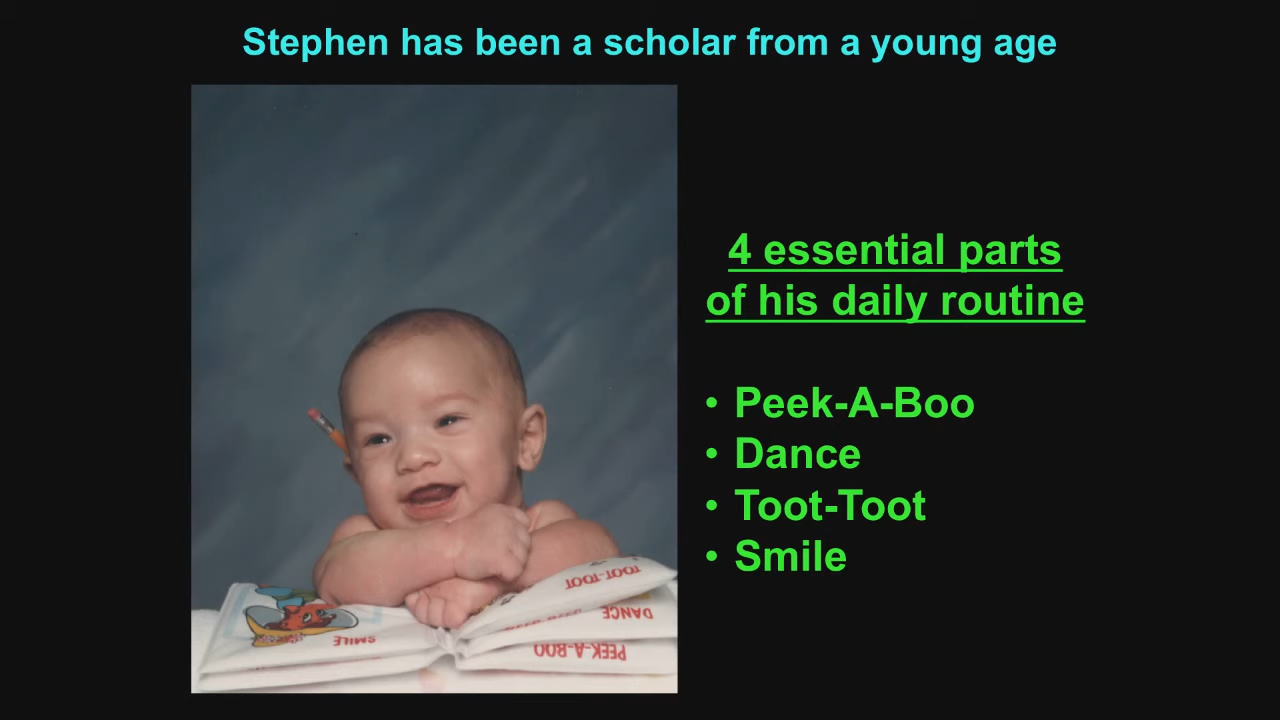 Stephen has been a scholar from a young age
4 essential parts
of his daily routine
• Peek-A-Boo
• Dance
• Toot-Toot
• Smile
TOOT-TOOT
DANCE
PEEK-A-BOO
SMILE